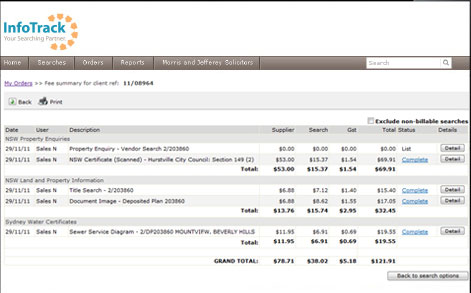 InfoTrack
Your Searching Partner
Home Searches Orders Reports Morris and Jeffery Solicitors Search
My Orders >> Fee summary for client ref: 11/08964
Back Print
Exclude non-billable searches
Date User Description Supplier Search Gst Total Status Details
NSW Property Enquiries
29/11/11 Sales N Property Enquiry - Vendor Search 2/203860 $0.00 $0.00 $0.00 $0.00 List Detail
29/11/11 Sales N NSW Certificate (Scanned) - Hurstville City Council: Section 149 (2) $53.00 $15.37 $1.54 $69.91 Complete Detail
Total: $53.00 $15.37 $1.54 $69.91
NSW Land and Property Information
29/11/11 Sales N Title Search - 2/203860 $6.88 $7.12 $1.40 $15.40 Complete Detail
29/11/11 Sales N Document Image - Deposited Plan 203860 $6.88 $8.62 $1.55 $17.05 Complete Detail
Total: $13.76 $15.74 $2.95 $32.45
Sydney Water Certificates
29/11/11 Sales N Sewer Service Diagram - 2/DP203860 MOUNTVIEW, BEVERLY HILLS $11.95 $6.91 $0.69 $19.55 Complete Detail
Total: $11.95 $6.91 $0.69 $19.55
GRAND TOTAL: $78.71 $38.02 $5.18 $121.91
Back to search options